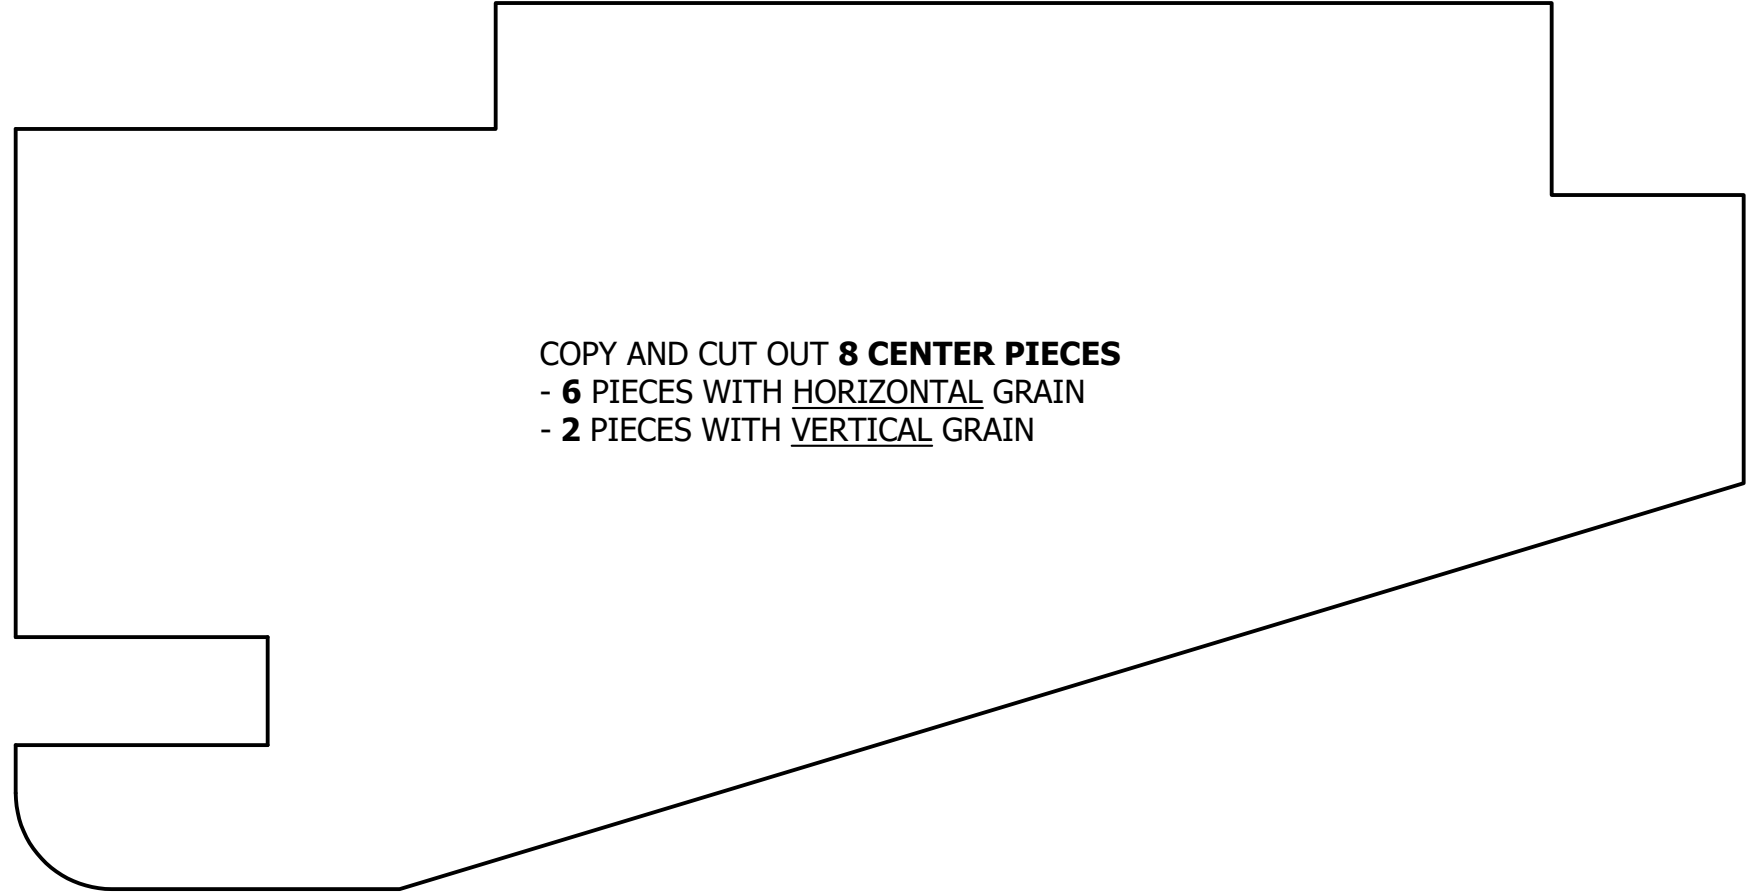 COPY AND CUT OUT 8 CENTER PIECES
- 6 PIECES WITH HORIZONTAL GRAIN
- 2 PIECES WITH VERTICAL GRAIN